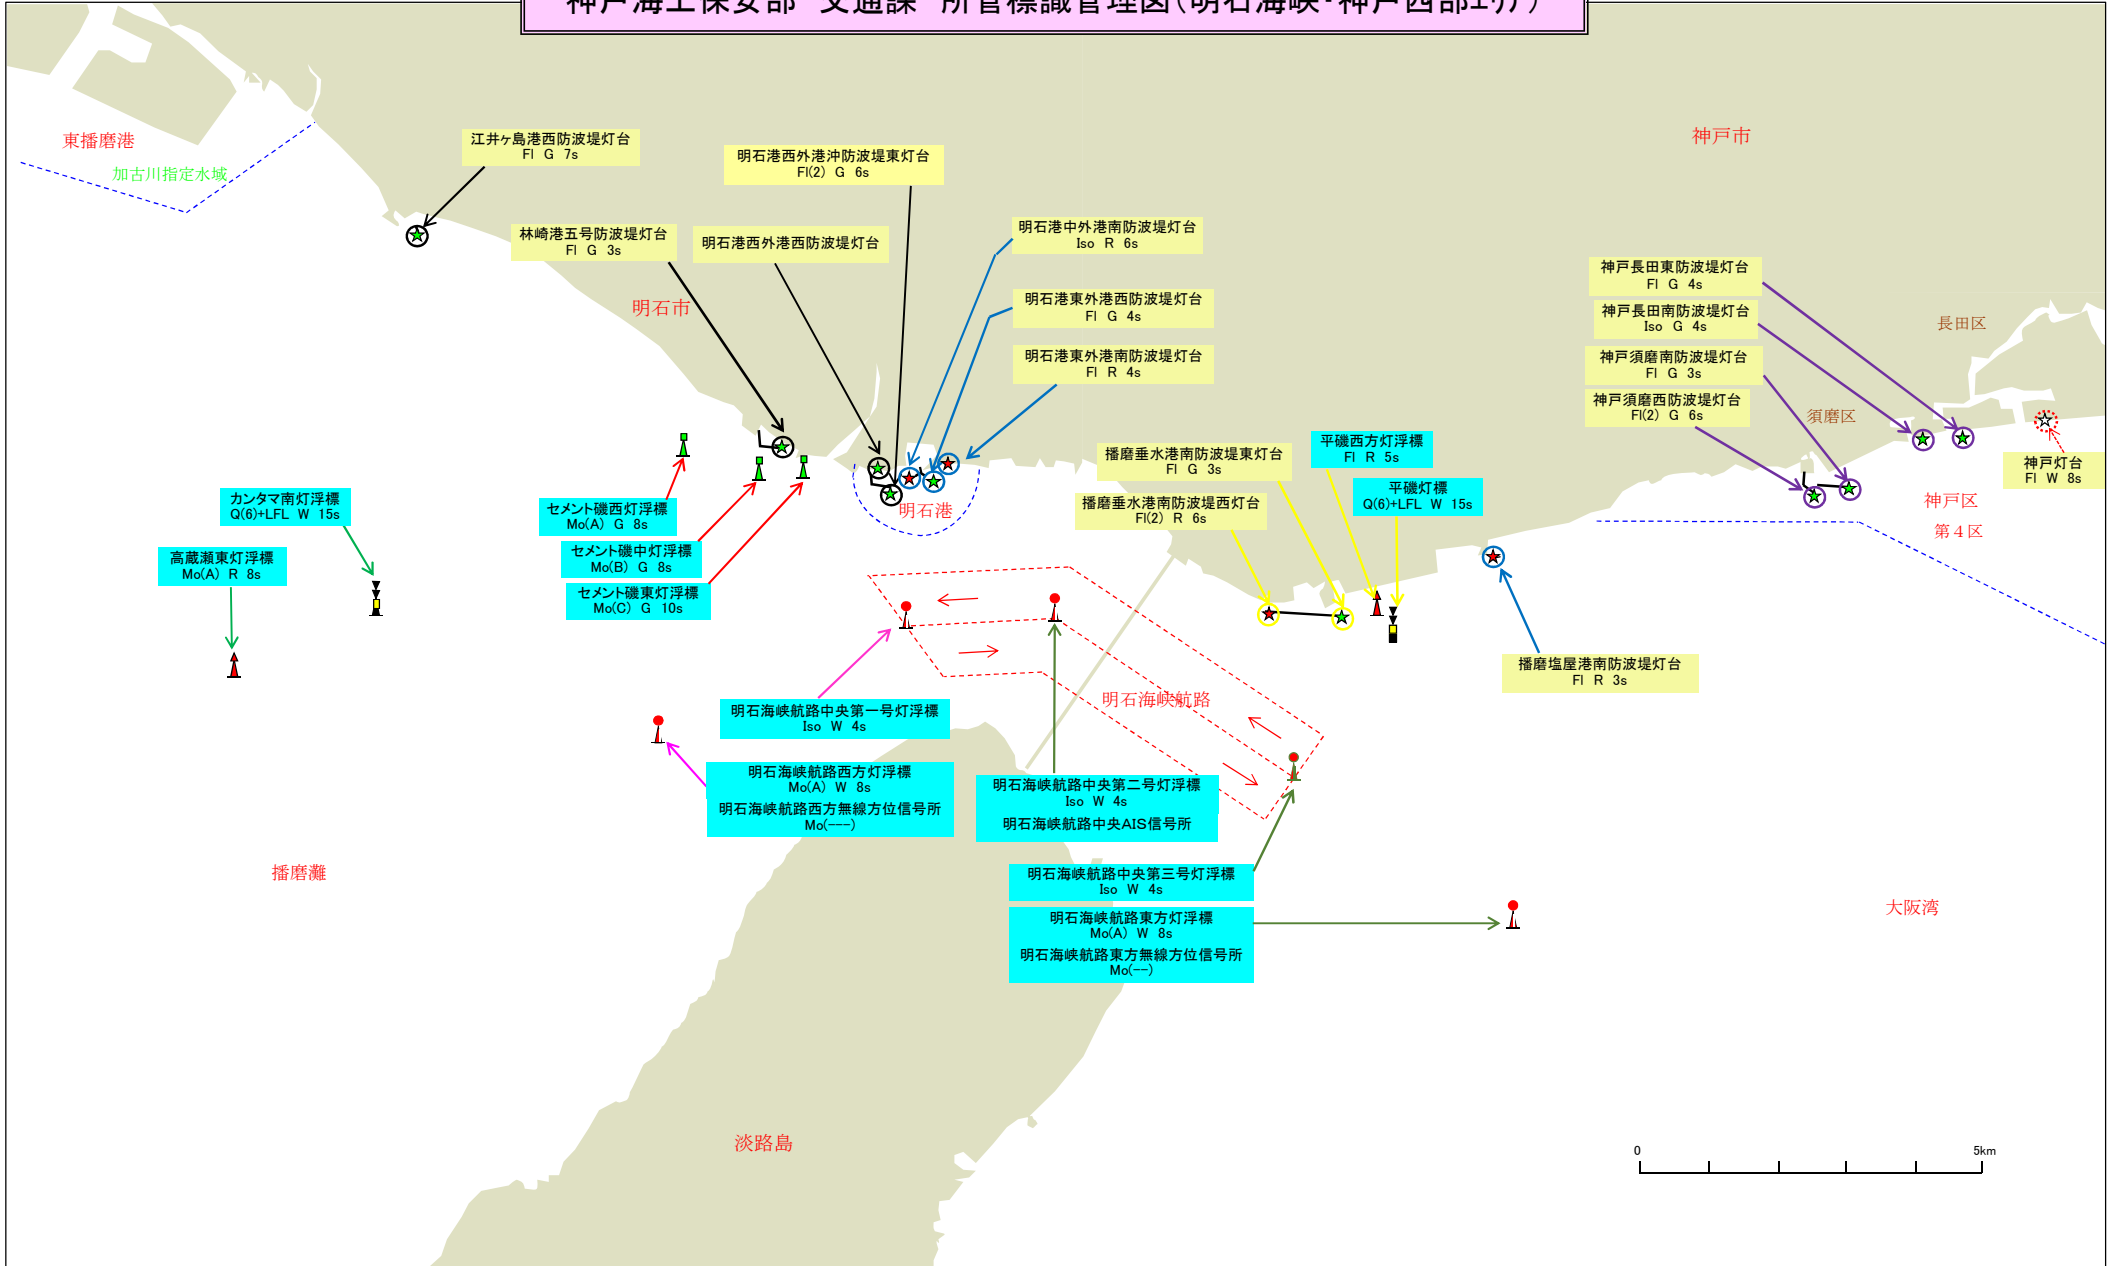 神戸海上保安部 交通課 所管標識管理図(明石海峡・神戸西部ｴﾘｱ)
東播磨港
加古川指定水域
江井ヶ島港西防波堤灯台
Fl G 7s
明石港西外港沖防波堤東灯台
Fl(2) G 6s
神戸市
林崎港五号防波堤灯台
Fl G 3s
明石港西外港西防波堤灯台
明石港中外港南防波堤灯台
Iso R 6s
明石市
明石港東外港西防波堤灯台
Fl G 4s
明石港東外港南防波堤灯台
Fl R 4s
神戸長田東防波堤灯台
Fl G 4s
神戸長田南防波堤灯台
Iso G 4s
神戸須磨南防波堤灯台
Fl G 3s
神戸須磨西防波堤灯台
Fl(2) G 6s
長田区
須磨区
神戸灯台
Fl W 8s
神戸区
第４区
播磨垂水港南防波堤東灯台
Fl G 3s
播磨垂水港南防波堤西灯台
Fl(2) R 6s
平磯西方灯浮標
Fl R 5s
平磯灯標
Q(6)+LFL W 15s
カンタマ南灯浮標
Q(6)+LFL W 15s
高蔵瀬東灯浮標
Mo(A) R 8s
セメント磯西灯浮標
Mo(A) G 8s
セメント磯中灯浮標
Mo(B) G 8s
セメント磯東灯浮標
Mo(C) G 10s
明石港
播磨塩屋港南防波堤灯台
Fl R 3s
明石海峡航路
明石海峡航路中央第一号灯浮標
Iso W 4s
明石海峡航路西方灯浮標
Mo(A) W 8s
明石海峡航路西方無線方位信号所
Mo(---)
明石海峡航路中央第二号灯浮標
Iso W 4s
明石海峡航路中央AIS信号所
明石海峡航路中央第三号灯浮標
Iso W 4s
明石海峡航路東方灯浮標
Mo(A) W 8s
明石海峡航路東方無線方位信号所
Mo(--)
播磨灘
大阪湾
淡路島
0 5km